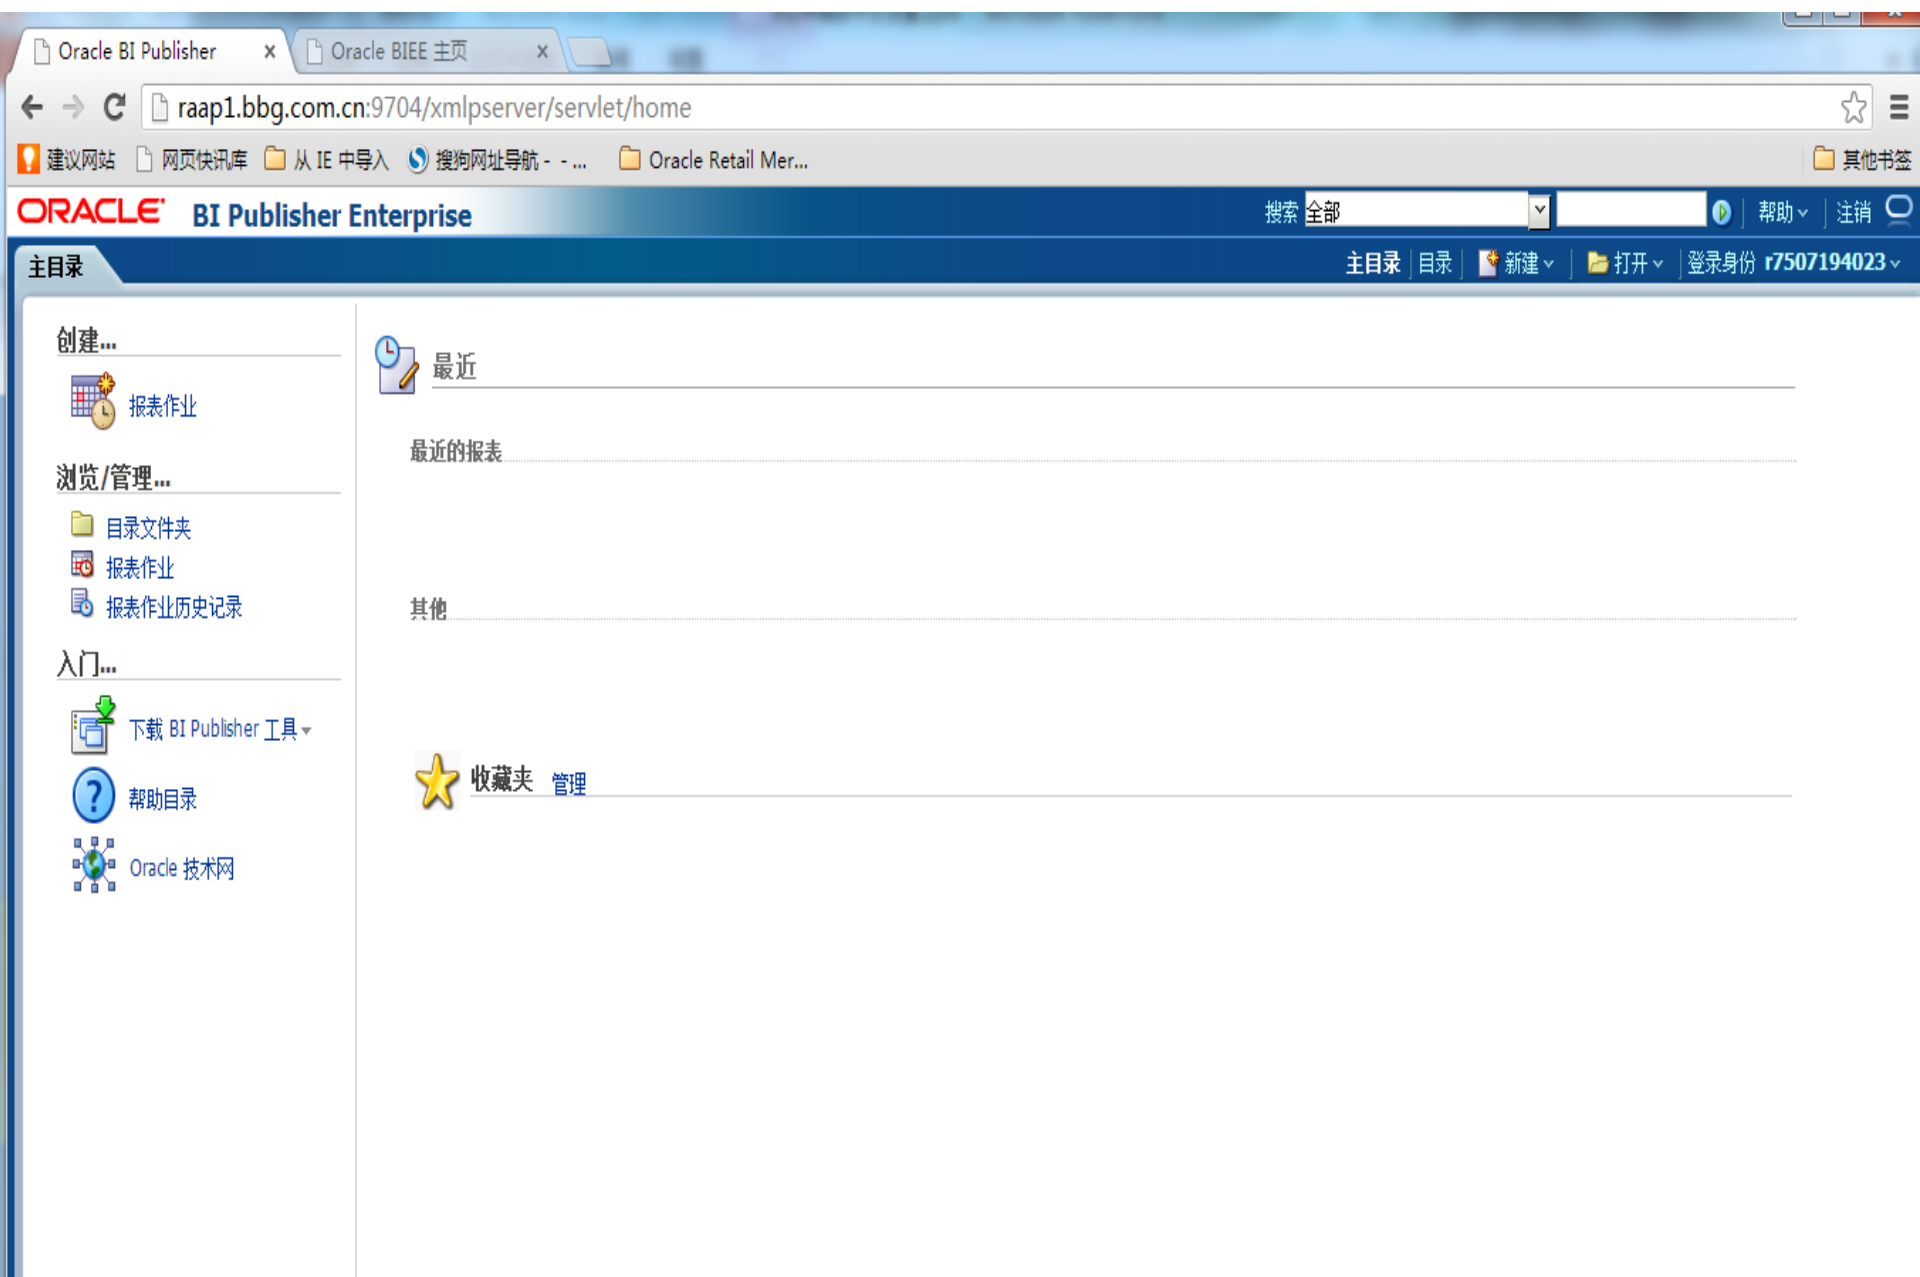 Oracle BI Publisher
Oracle BIEE 主页
raap1.bbg.com.cn:9704/xmlpserver/servlet/home
建议网站 网页快讯库 从 IE 中导入 搜狗网址导航 - - ... Oracle Retail Mer... 其他书签
ORACLE BI Publisher Enterprise 搜索 全部 帮助 注销
主目录 主目录 目录 新建 打开 登录身份 r7507194023
创建...
报表作业
浏览/管理...
目录文件夹
报表作业
报表作业历史记录
入门...
下载 BI Publisher 工具
帮助目录
Oracle 技术网
最近
最近的报表
其他
收藏夹 管理